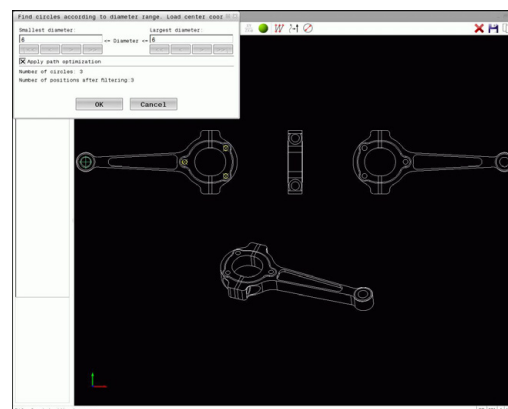 Find circles according to diameter range. Load center coor
Smallest diameter:
Largest diameter:
6
<= Diameter <=
6
Apply path optimization
Number of circles: 3
Number of positions after filtering:3
OK
Cancel